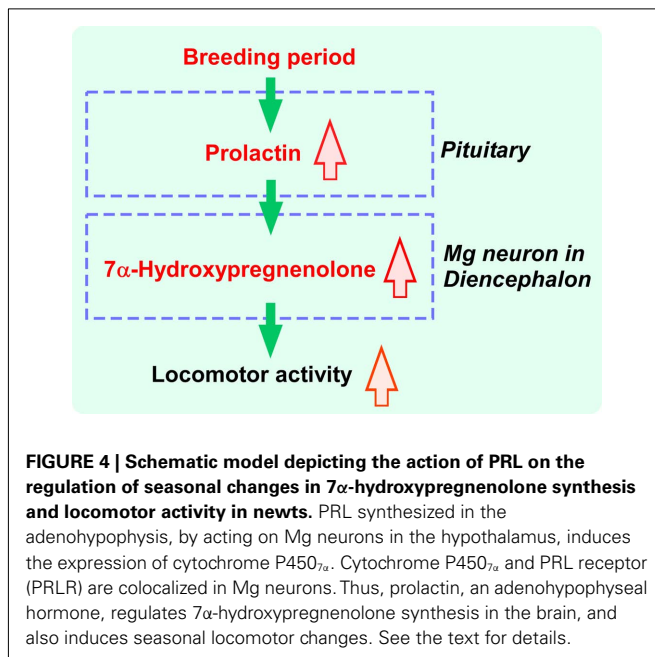 Breeding period
Prolactin
Pituitary
7α-Hydroxypregnenolone
Mg neuron in
Diencephalon
Locomotor activity
FIGURE 4 | Schematic model depicting the action of PRL on the
regulation of seasonal changes in 7α-hydroxypregnenolone synthesis
and locomotor activity in newts. PRL synthesized in the
adenohypophysis, by acting on Mg neurons in the hypothalamus, induces
the expression of cytochrome P450₇α. Cytochrome P450₇α and PRL receptor
(PRLR) are colocalized in Mg neurons. Thus, prolactin, an adenohypophyseal
hormone, regulates 7α-hydroxypregnenolone synthesis in the brain, and
also induces seasonal locomotor changes. See the text for details.